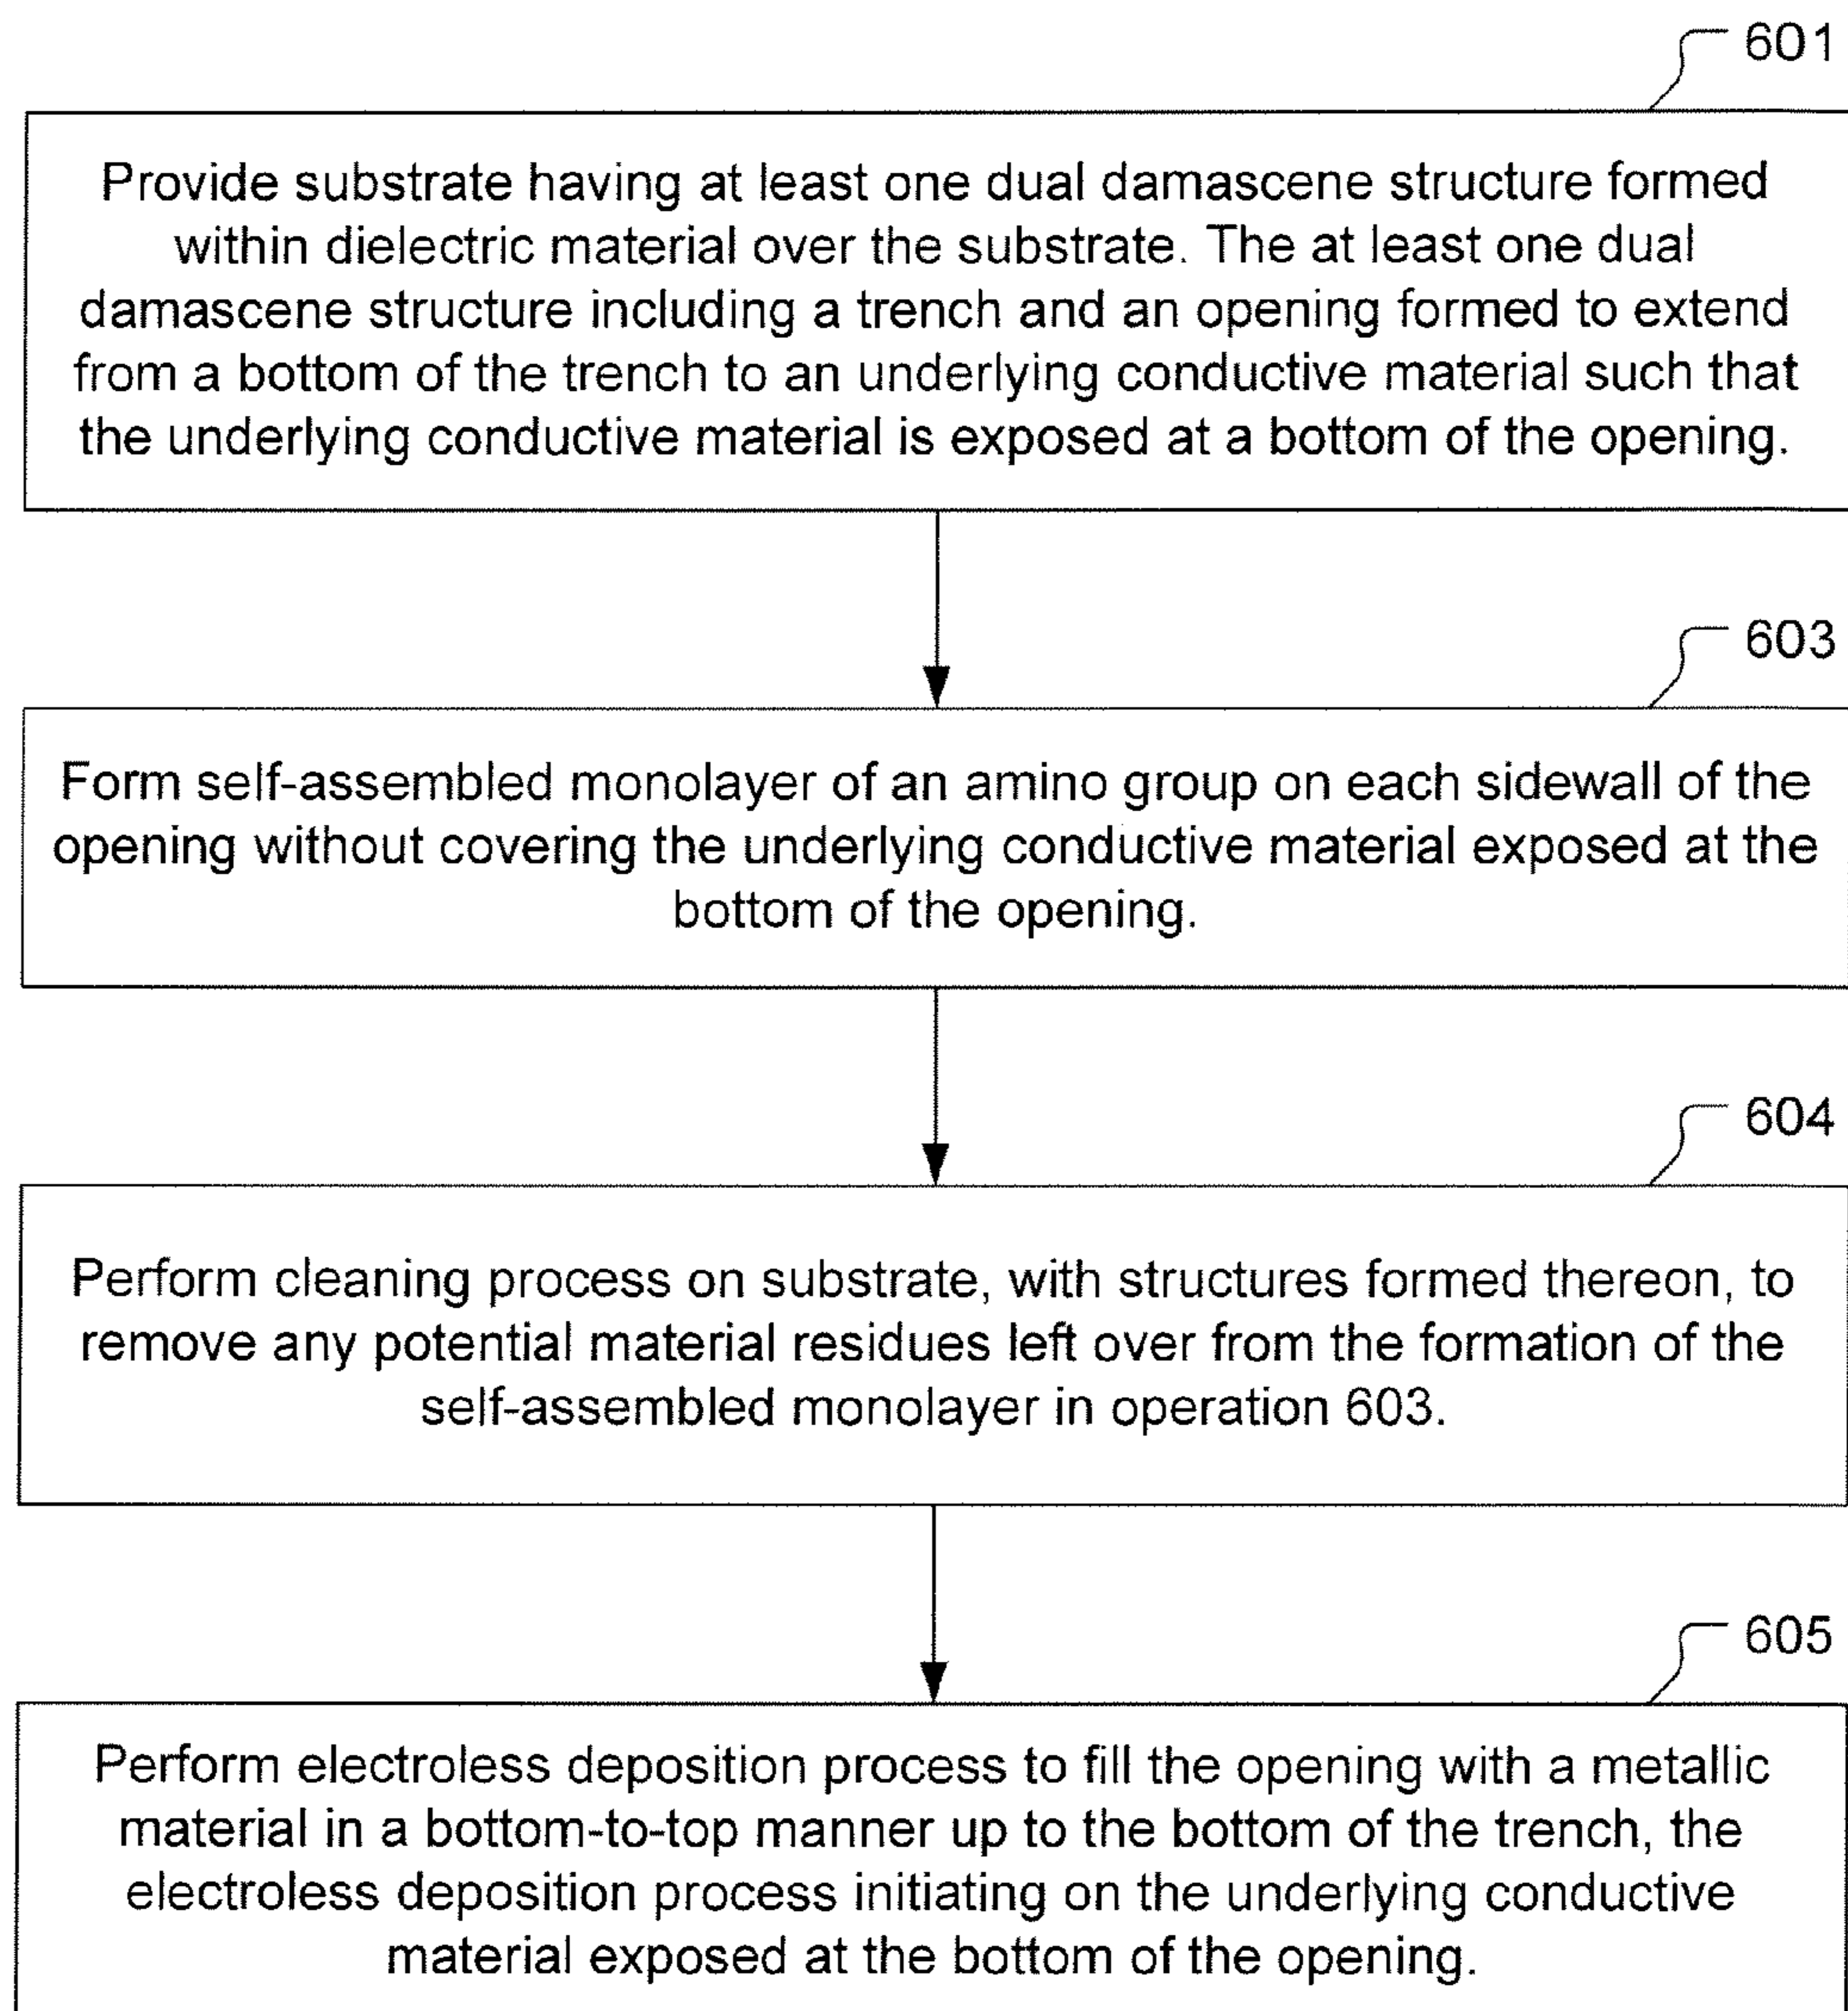 601
Provide substrate having at least one dual damascene structure formed
within dielectric material over the substrate. The at least one dual
damascene structure including a trench and an opening formed to extend
from a bottom of the trench to an underlying conductive material such that
the underlying conductive material is exposed at a bottom of the opening.
603
Form self-assembled monolayer of an amino group on each sidewall of the
opening without covering the underlying conductive material exposed at the
bottom of the opening.
604
Perform cleaning process on substrate, with structures formed thereon, to
remove any potential material residues left over from the formation of the
self-assembled monolayer in operation 603.
605
Perform electroless deposition process to fill the opening with a metallic
material in a bottom-to-top manner up to the bottom of the trench, the
electroless deposition process initiating on the underlying conductive
material exposed at the bottom of the opening.